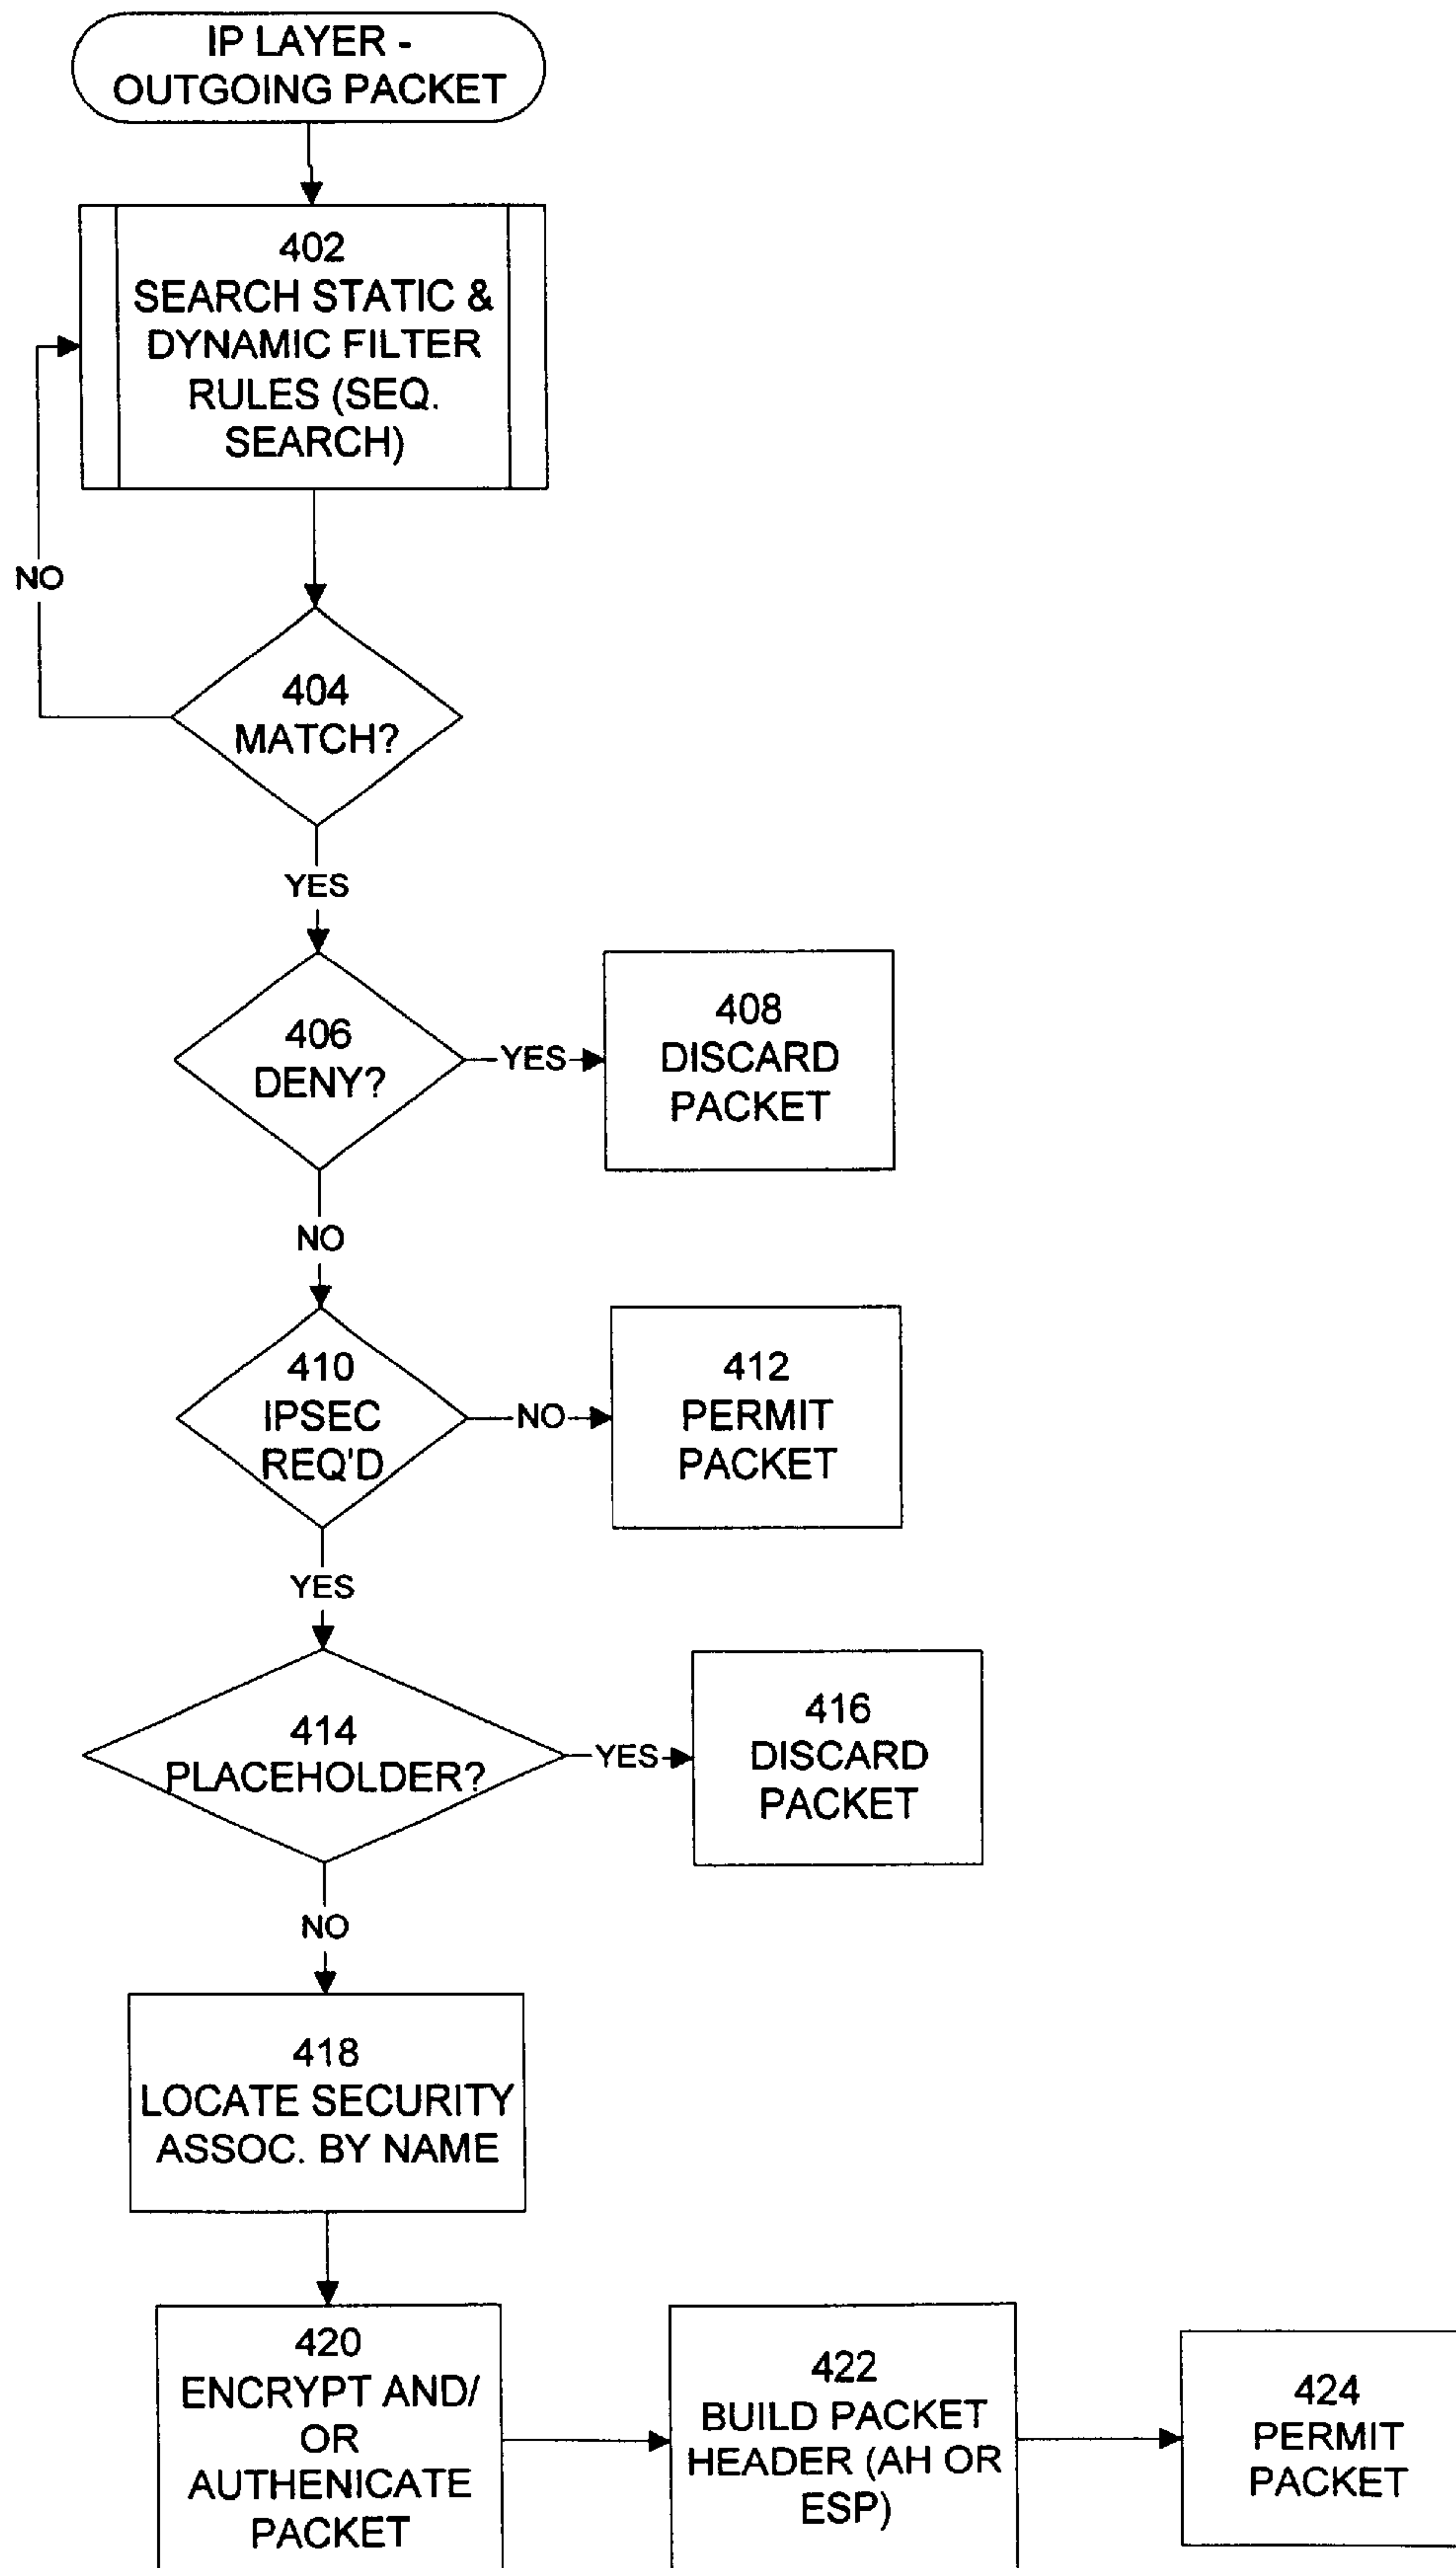 IP LAYER -
OUTGOING PACKET
402
SEARCH STATIC &
DYNAMIC FILTER
RULES (SEQ.
SEARCH)
NO
404
MATCH?
YES
406
DENY?
YES
408
DISCARD
PACKET
NO
410
IPSEC
REQ'D
NO
412
PERMIT
PACKET
YES
414
PLACEHOLDER?
YES
416
DISCARD
PACKET
NO
418
LOCATE SECURITY
ASSOC. BY NAME
420
ENCRYPT AND/
OR
AUTHENICATE
PACKET
422
BUILD PACKET
HEADER (AH OR
ESP)
424
PERMIT
PACKET